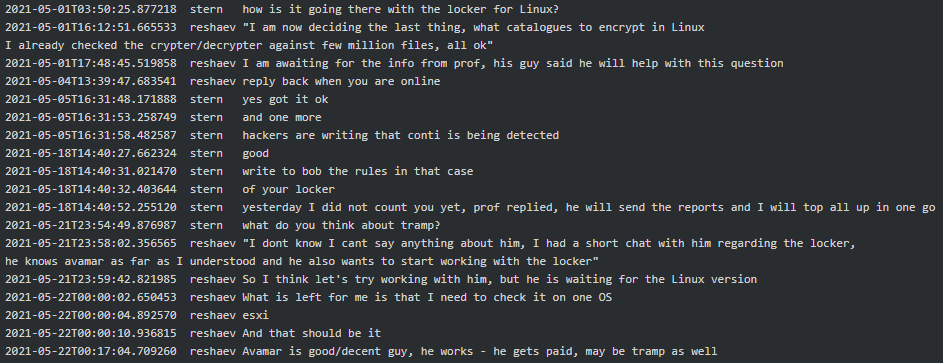 2021-05-01T03:50:25.877218 stern how is it going there with the locker for Linux?
2021-05-01T16:12:51.665533 reshaev "I am now deciding the last thing, what catalogues to encrypt in Linux
I already checked the crypter/decrypter against few million files, all ok"
2021-05-01T17:48:45.519858 reshaev I am awaiting for the info from prof, his guy said he will help with this question
2021-05-04T13:39:47.683541 reshaev reply back when you are online
2021-05-05T16:31:48.171888 stern yes got it ok
2021-05-05T16:31:53.258749 stern and one more
2021-05-05T16:31:58.482587 stern hackers are writing that conti is being detected
2021-05-18T14:40:27.662324 stern good
2021-05-18T14:40:31.021470 stern write to bob the rules in that case
2021-05-18T14:40:32.403644 stern of your locker
2021-05-18T14:40:52.255120 stern yesterday I did not count you yet, prof replied, he will send the reports and I will top all up in one go
2021-05-21T23:54:49.876987 stern what do you think about tramp?
2021-05-21T23:58:02.356565 reshaev "I dont know I cant say anything about him, I had a short chat with him regarding the locker,
he knows avamar as far as I understood and he also wants to start working with the locker"
2021-05-21T23:59:42.821985 reshaev So I think let's try working with him, but he is waiting for the Linux version
2021-05-22T00:00:02.650453 reshaev What is left for me is that I need to check it on one OS
2021-05-22T00:00:04.892570 reshaev esxi
2021-05-22T00:00:10.936815 reshaev And that should be it
2021-05-22T00:17:04.709260 reshaev Avamar is good/decent guy, he works - he gets paid, may be tramp as well